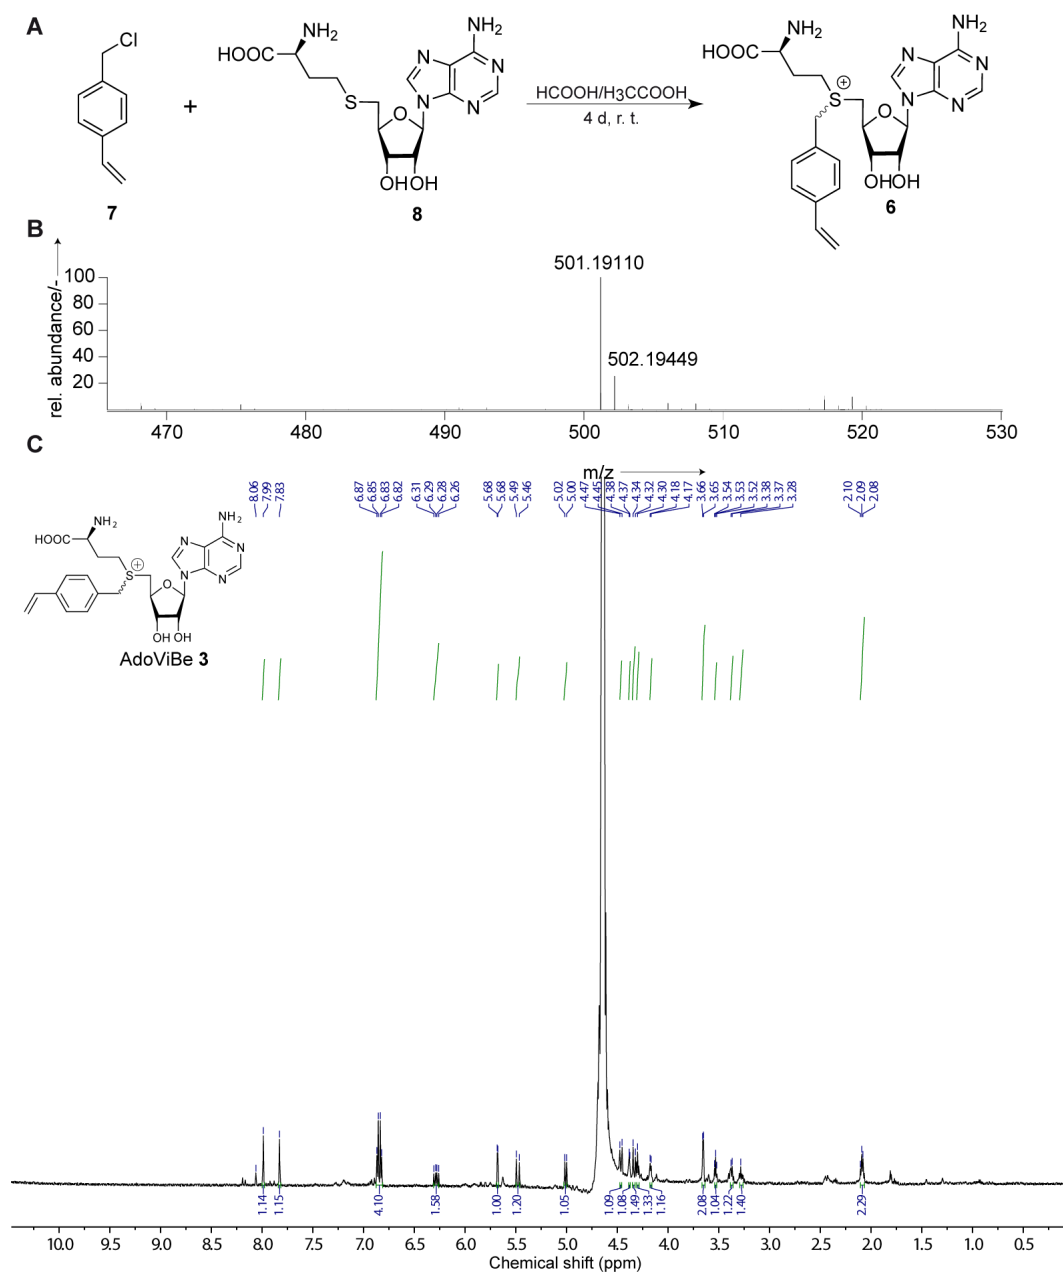 A
Cl
NH₂
HOOC
S
N
N
N
N
NH₂
O
OH
OH
+
HCOOH/H₃CCOOH
4 d, r. t.
NH₂
HOOC
S
+
N
N
N
N
NH₂
O
OH
OH
7
8
6
B
rel. abundance/-
100
80
60
40
20
501.19110
502.19449
470 480 490 500 510 520 530
m/z
C
8.06 7.99 7.83 6.87 6.85 6.83 6.82 6.31 6.29 6.28 6.26 5.68 5.68 5.49 5.46 5.02 5.00 4.47 4.45 4.38 4.37 4.34 4.32 4.30 4.18 4.17 3.66 3.65 3.54 3.53 3.52 3.38 3.37 3.28 2.10 2.09 2.08
NH₂
HOOC
S
+
N
N
N
N
NH₂
O
OH OH
AdoViBe 3
1.14 1.15 4.10 1.58 1.00 1.20 1.05 1.09 1.08 1.49 1.33 1.16 2.08 1.04 1.22 1.40 2.29
10.0 9.5 9.0 8.5 8.0 7.5 7.0 6.5 6.0 5.5 5.0 4.5 4.0 3.5 3.0 2.5 2.0 1.5 1.0 0.5
Chemical shift (ppm)